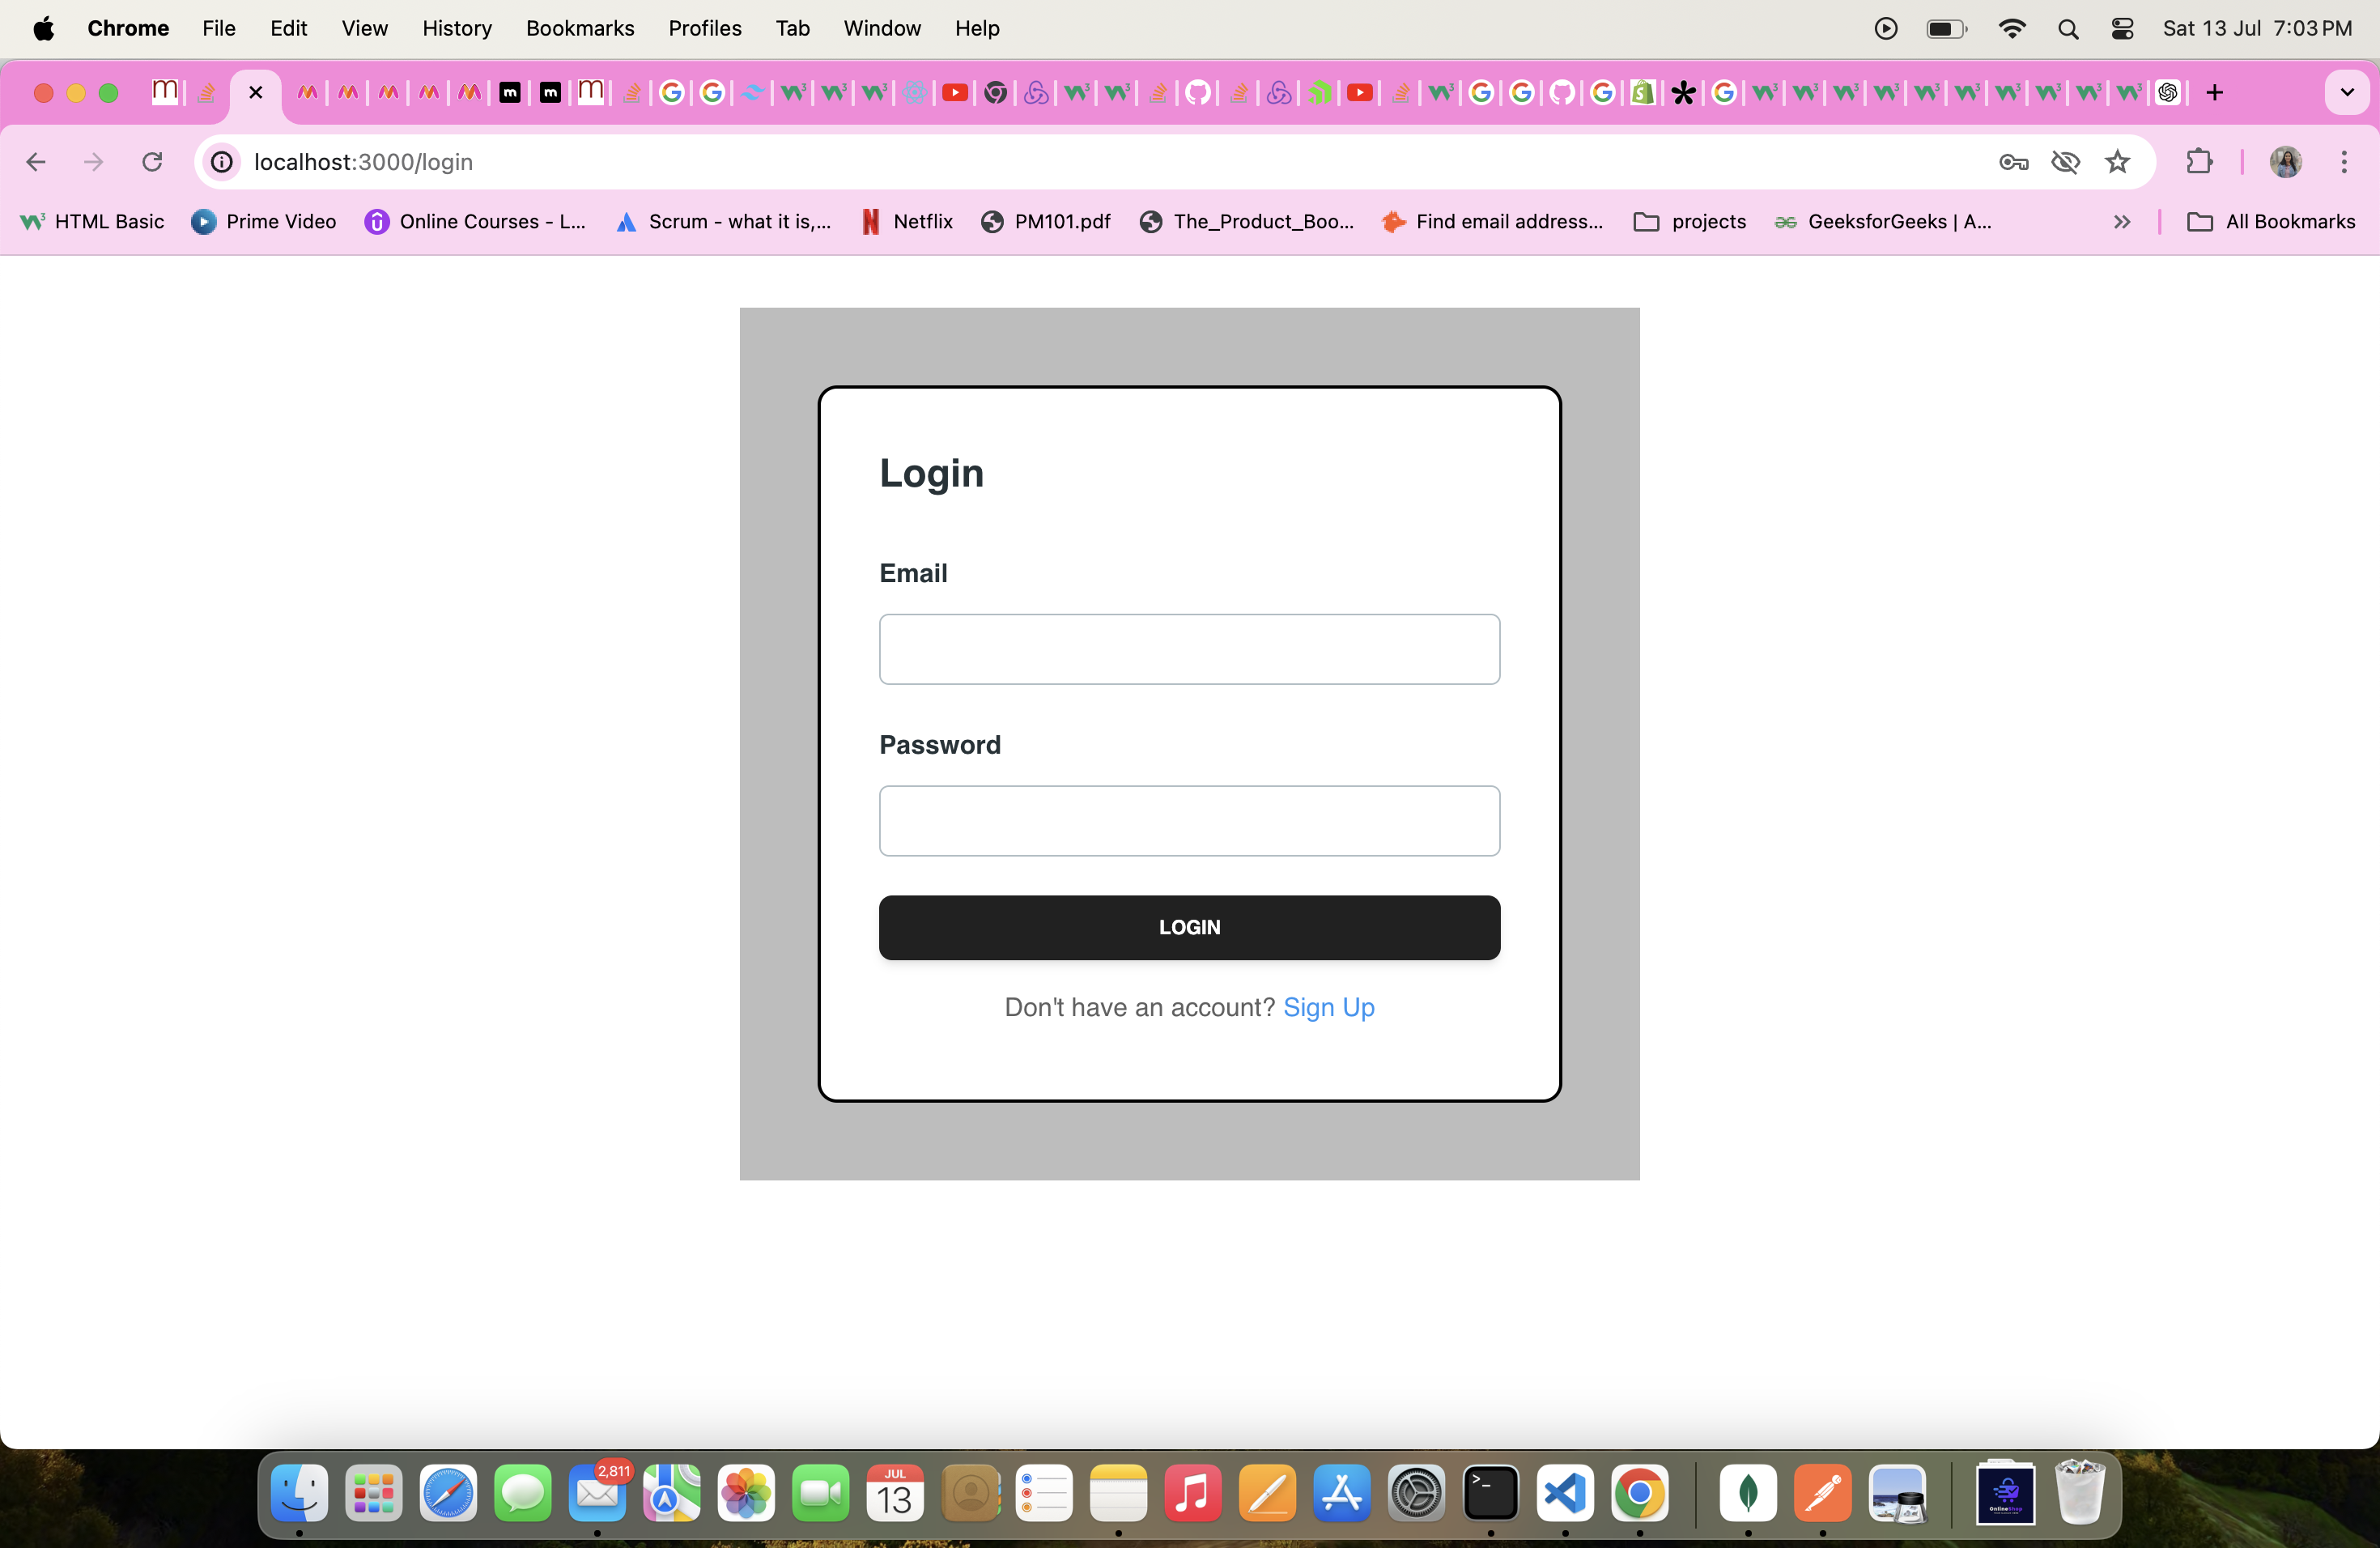 Chrome File Edit View History Bookmarks Profiles Tab Window Help Sat 13 Jul 7:03 PM
localhost:3000/login
HTML Basic Prime Video Online Courses - L... Scrum - what it is,... Netflix PM101.pdf The_Product_Boo... Find email address... projects GeeksforGeeks | A... All Bookmarks
Login
Email
Password
LOGIN
Don't have an account? Sign Up
2,811
JUL
13
OnlineShop